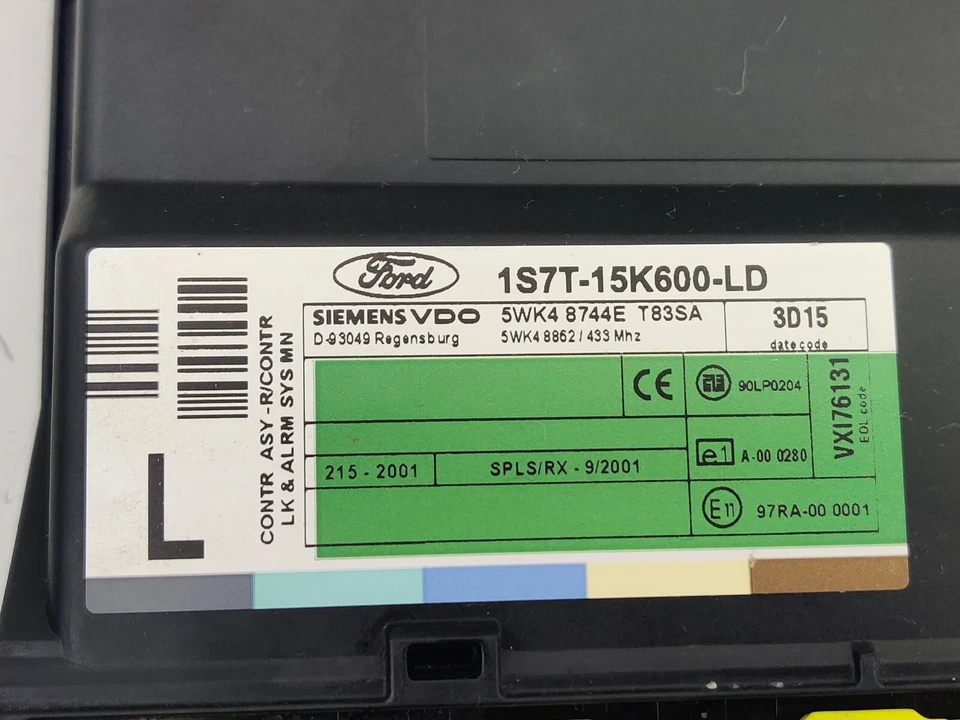 Ford
1S7T-15K600-LD
SIEMENS VDO
D-93049 Regensburg
5WK4 8744E T83SA
5WK4 8862 / 433 Mhz
3D15
date code
CE
90LP0204
VXI76131
EOL code
e1
A-00 0280
215 - 2001
SPLS/RX - 9/2001
E11
97RA-00 0001
CONTR ASY -R/CONTR
LK & ALRM SYS MN
L